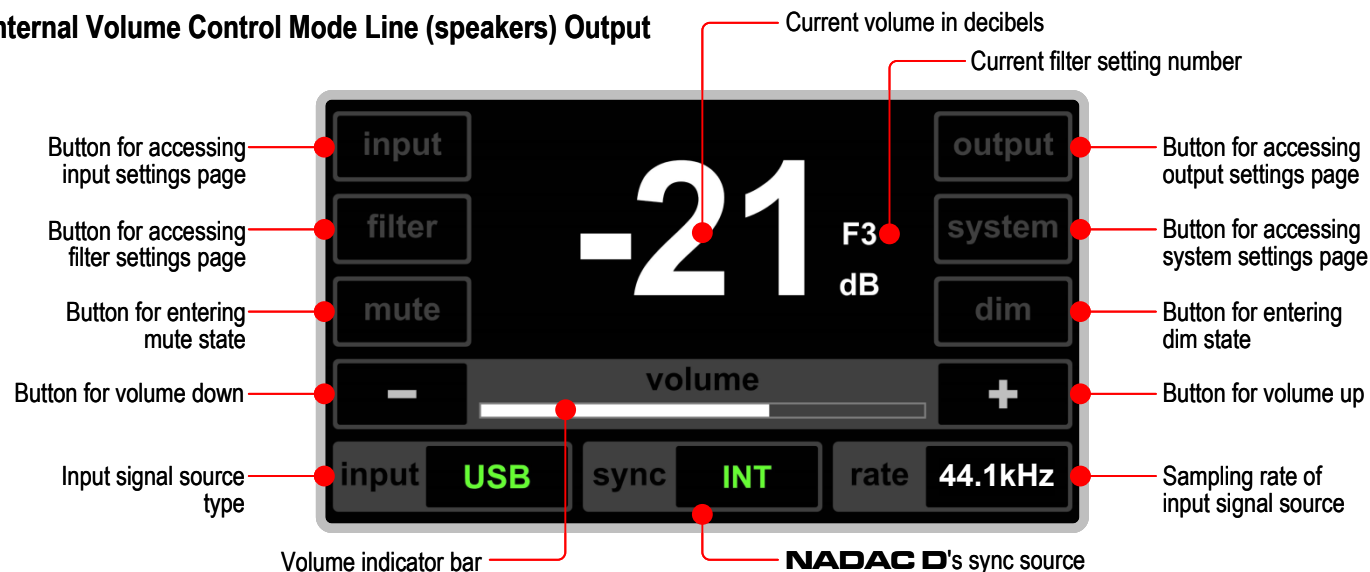 nternal Volume Control Mode Line (speakers) Output
Current volume in decibels
Current filter setting number
Button for accessing
input settings page
Button for accessing
filter settings page
Button for entering
mute state
Button for volume down
Input signal source
type
input
filter
mute
-21
F3
dB
output
system
dim
volume
-
+
input USB sync INT rate 44.1kHz
Button for accessing
output settings page
Button for accessing
system settings page
Button for entering
dim state
Button for volume up
Sampling rate of
input signal source
Volume indicator bar
NADAC D's sync source